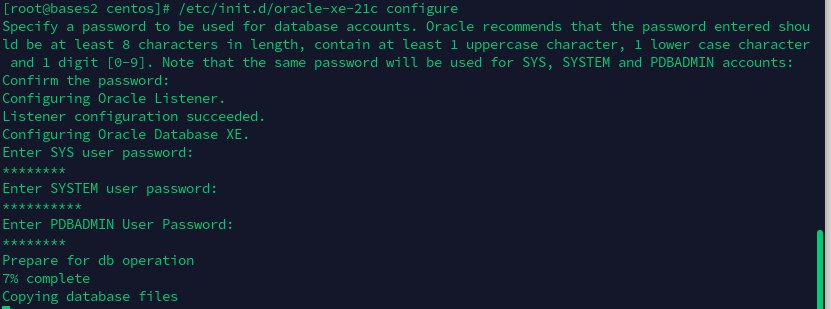 [root@bases2 centos]# /etc/init.d/oracle-xe-21c configure
Specify a password to be used for database accounts. Oracle recommends that the password entered shou
ld be at least 8 characters in length, contain at least 1 uppercase character, 1 lower case character
 and 1 digit [0-9]. Note that the same password will be used for SYS, SYSTEM and PDBADMIN accounts:
Confirm the password:
Configuring Oracle Listener.
Listener configuration succeeded.
Configuring Oracle Database XE.
Enter SYS user password:
********
Enter SYSTEM user password:
**********
Enter PDBADMIN User Password:
********
Prepare for db operation
7% complete
Copying database files